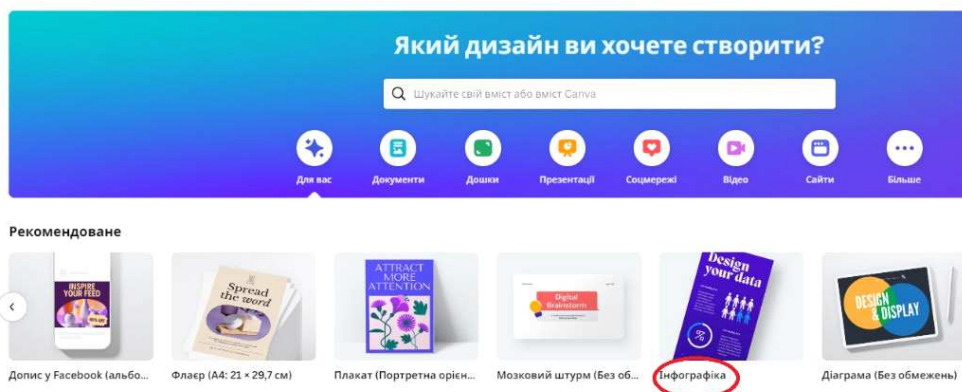 Який дизайн ви хочете створити?
Шукайте свій вміст або вміст Canva
Для вас Документи Дошки Презентації Соцмережі Відео Сайти Більше
Рекомендоване
INSPIRE
YOUR FEED
Spread
the word
ATTRACT
MORE
ATTENTION
Digital
Brainstorm
Design
your data
%
DESIGN
& DISPLAY
Допис у Facebook (альбо... Флаєр (A4: 21 × 29,7 см) Плакат (Портретна орієн... Мозковий штурм (Без об... Інфографіка Діаграма (Без обмежень)